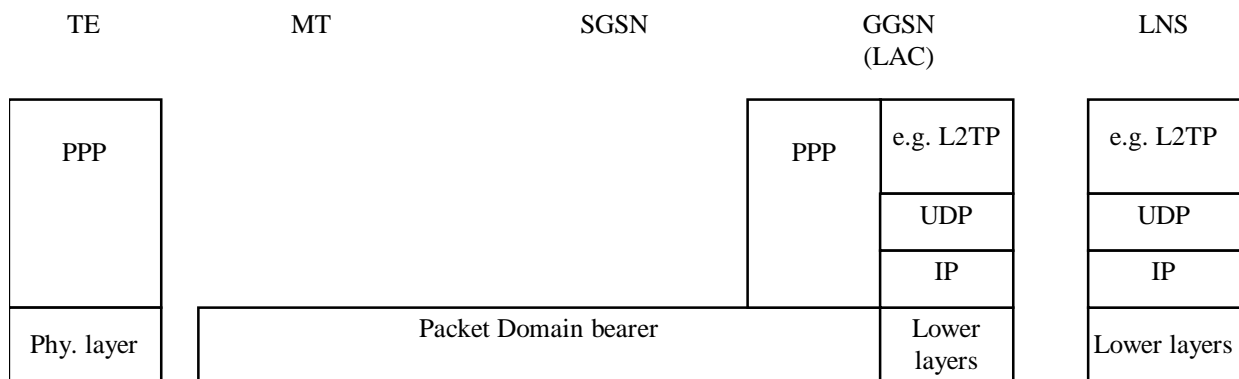 TE MT SGSN GGSN LNS
(LAC)
PPP PPP e.g. L2TP e.g. L2TP
UDP UDP
IP IP
Phy. layer Packet Domain bearer Lower layers Lower layers